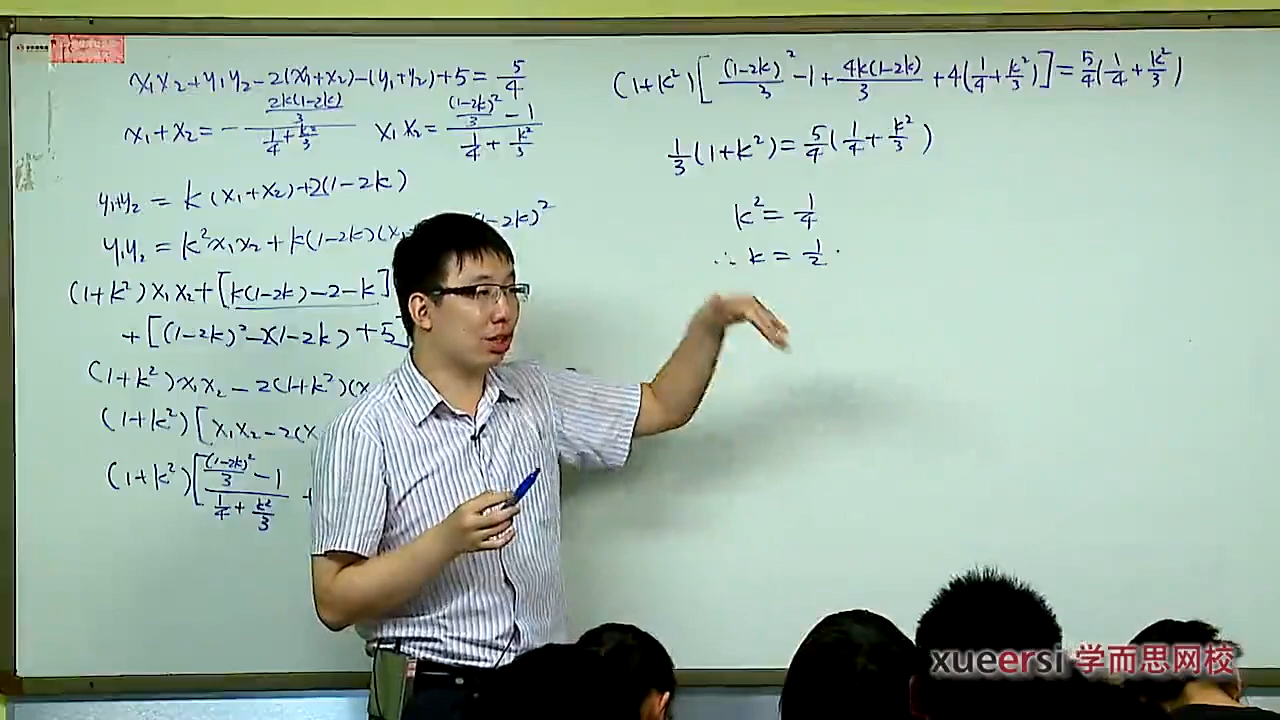 x₁x₂+y₁y₂-2(x₁+x₂)-(y₁+y₂)+5=5/4
x₁+x₂=-(2k(1-2k)/3)/(1/4+k²/3) x₁x₂=((1-2k)²/3-1)/(1/4+k²/3)
y₁+y₂=k(x₁+x₂)+2(1-2k)
y₁y₂=k²x₁x₂+k(1-2k)(x₁ -2k)²
(1+k²)x₁x₂+[k(1-2k)-2-k]
+[(1-2k)²-(1-2k)+5]
(1+k²)x₁x₂-2(1+k²)(x
(1+k²)[x₁x₂-2(x
(1+k²)[((1-2k)²/3-1)/(1/4+k²/3) +
(1+k²)[(1-2k)²/3-1+4k(1-2k)/3+4(1/4+k²/3)]=5/4(1/4+k²/3)
1/3(1+k²)=5/4(1/4+k²/3)
k²=1/4
∴k=1/2.
xueersi 学而思网校